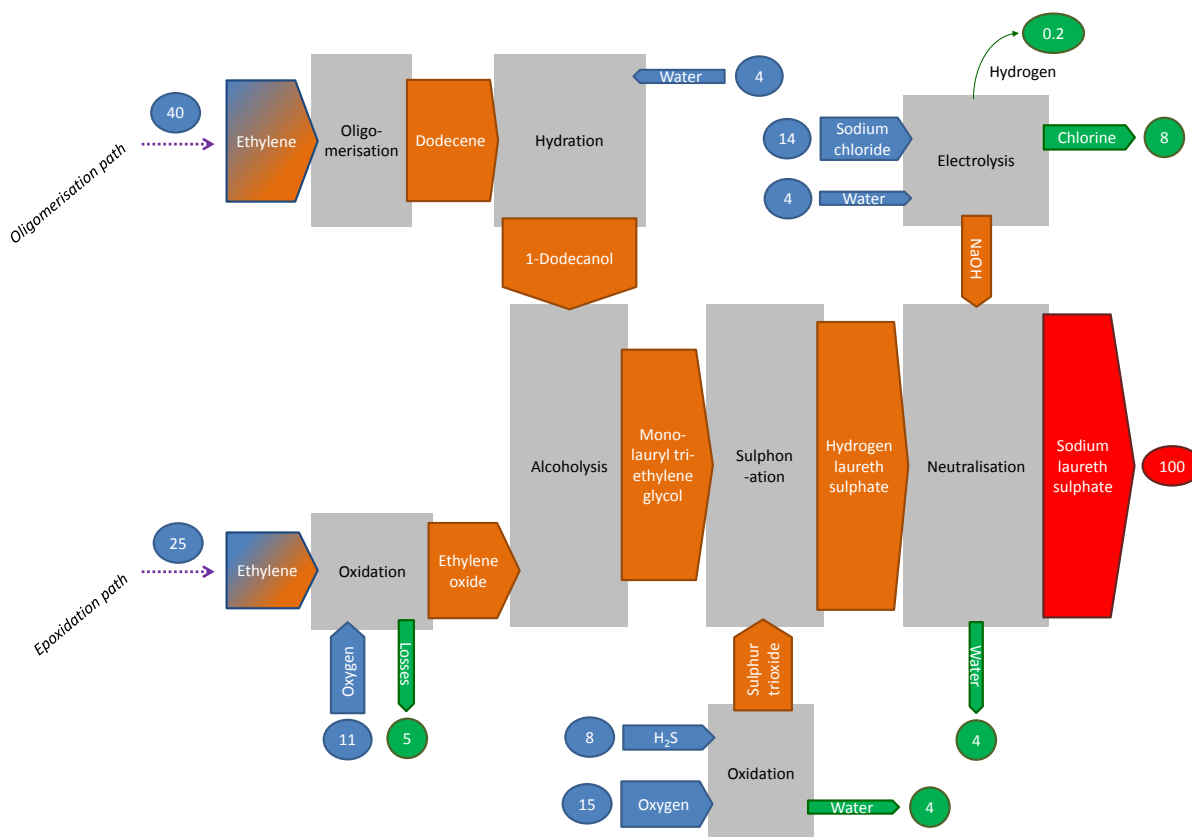 0.2
Hydrogen
40
Water
4
Oligomerisation path
Ethylene
Oligo-
merisation
Dodecene
Hydration
14
Sodium
chloride
Electrolysis
Chlorine
8
4
Water
1-Dodecanol
NaOH
Alcoholysis
Mono-
lauryl tri-
ethylene
glycol
Sulphon
-ation
Hydrogen
laureth
sulphate
Neutralisation
Sodium
laureth
sulphate
100
25
Epoxidation path
Ethylene
Oxidation
Ethylene
oxide
Oxygen
Losses
11
5
Sulphur
trioxide
Water
4
8
H₂S
Oxidation
15
Oxygen
Water
4